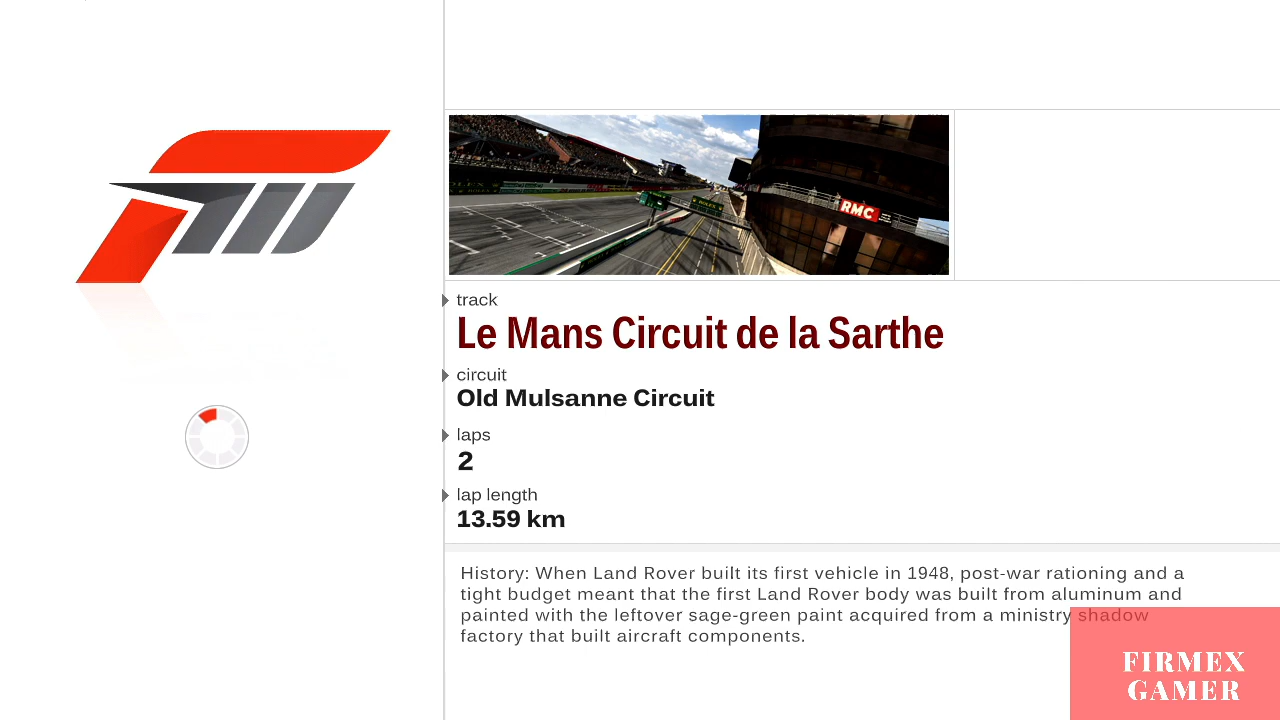 RMC
ROLEX
track
Le Mans Circuit de la Sarthe
circuit
Old Mulsanne Circuit
laps
2
lap length
13.59 km
History: When Land Rover built its first vehicle in 1948, post-war rationing and a
tight budget meant that the first Land Rover body was built from aluminum and
painted with the leftover sage-green paint acquired from a ministry shadow
factory that built aircraft components.
FIRMEX
GAMER